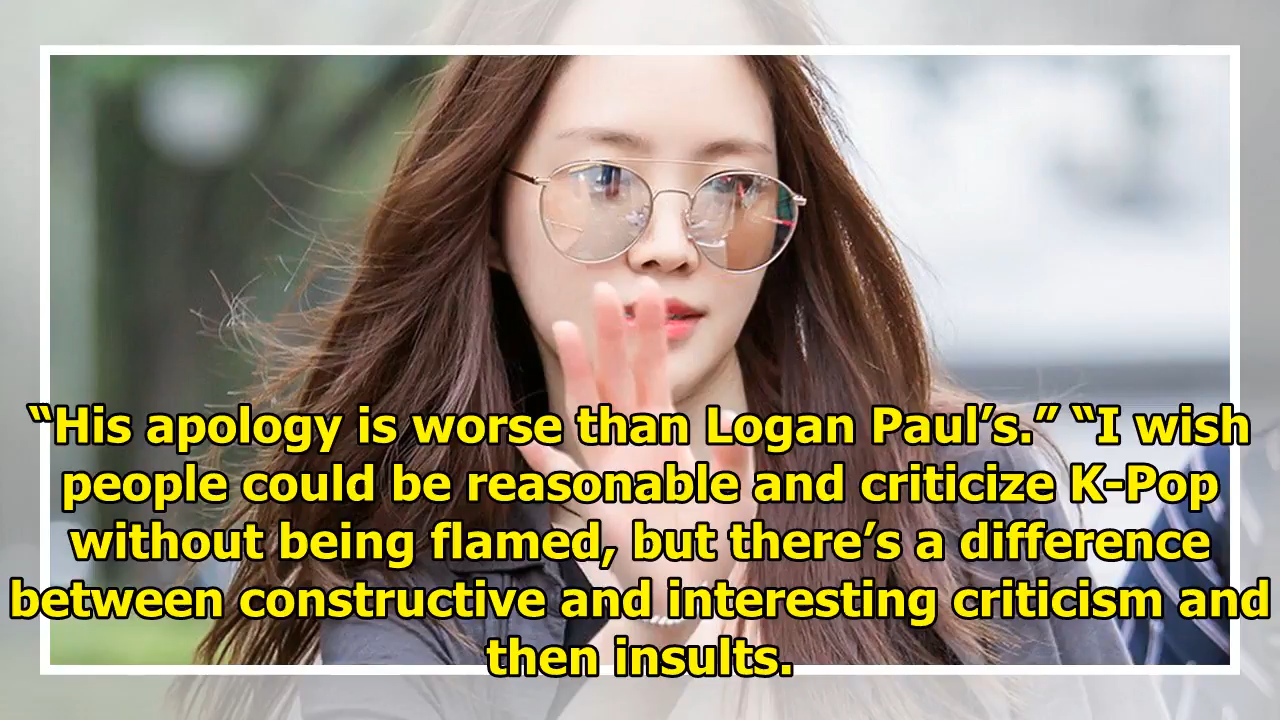 “His apology is worse than Logan Paul’s.” “I wish
people could be reasonable and criticize K-Pop
without being flamed, but there’s a difference
between constructive and interesting criticism and
then insults.